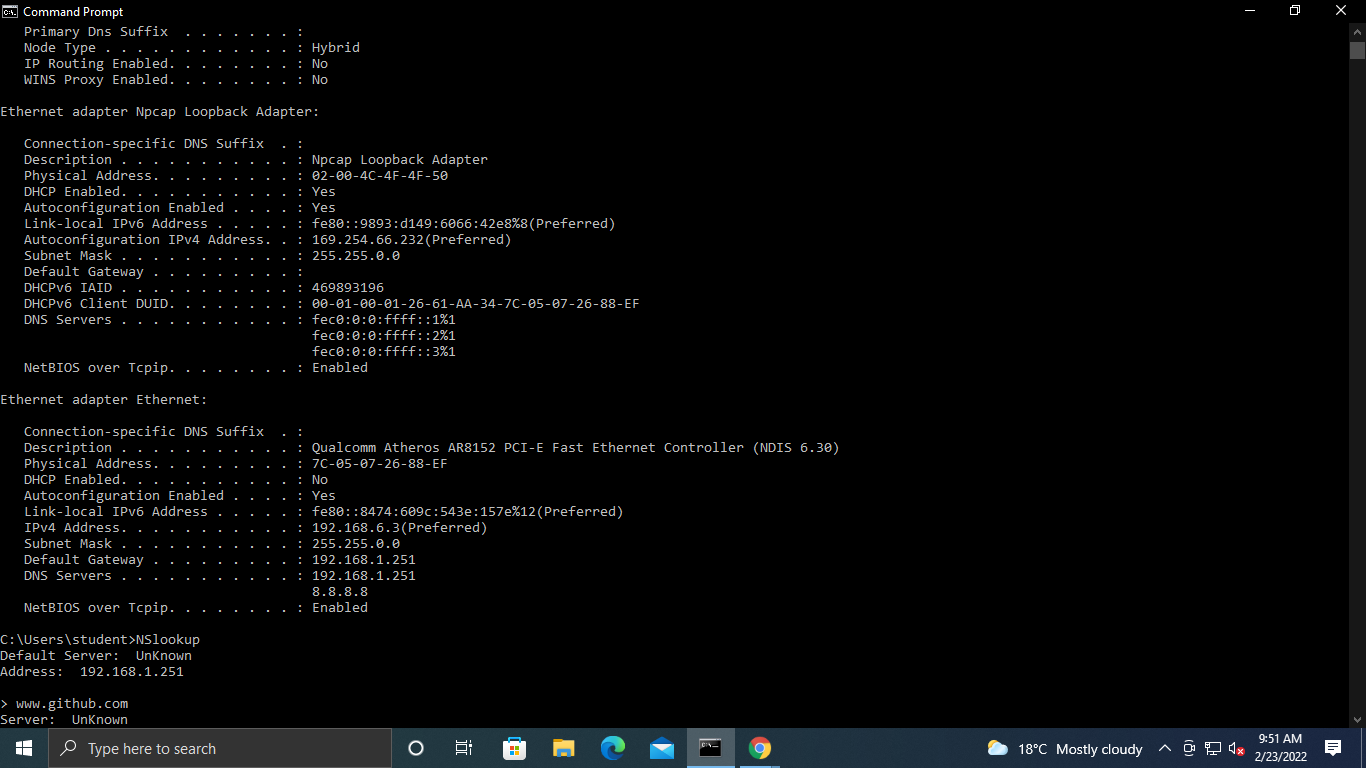 Command Prompt
Primary Dns Suffix . . . . . . . :
Node Type . . . . . . . . . . . . : Hybrid
IP Routing Enabled. . . . . . . . : No
WINS Proxy Enabled. . . . . . . . : No
Ethernet adapter Npcap Loopback Adapter:
Connection-specific DNS Suffix . :
Description . . . . . . . . . . . : Npcap Loopback Adapter
Physical Address. . . . . . . . . : 02-00-4C-4F-4F-50
DHCP Enabled. . . . . . . . . . . : Yes
Autoconfiguration Enabled . . . . : Yes
Link-local IPv6 Address . . . . . : fe80::9893:d149:6066:42e8%8(Preferred)
Autoconfiguration IPv4 Address. . : 169.254.66.232(Preferred)
Subnet Mask . . . . . . . . . . . : 255.255.0.0
Default Gateway . . . . . . . . . :
DHCPv6 IAID . . . . . . . . . . . : 469893196
DHCPv6 Client DUID. . . . . . . . : 00-01-00-01-26-61-AA-34-7C-05-07-26-88-EF
DNS Servers . . . . . . . . . . . : fec0:0:0:ffff::1%1
fec0:0:0:ffff::2%1
fec0:0:0:ffff::3%1
NetBIOS over Tcpip. . . . . . . . : Enabled
Ethernet adapter Ethernet:
Connection-specific DNS Suffix . :
Description . . . . . . . . . . . : Qualcomm Atheros AR8152 PCI-E Fast Ethernet Controller (NDIS 6.30)
Physical Address. . . . . . . . . : 7C-05-07-26-88-EF
DHCP Enabled. . . . . . . . . . . : No
Autoconfiguration Enabled . . . . : Yes
Link-local IPv6 Address . . . . . : fe80::8474:609c:543e:157e%12(Preferred)
IPv4 Address. . . . . . . . . . . : 192.168.6.3(Preferred)
Subnet Mask . . . . . . . . . . . : 255.255.0.0
Default Gateway . . . . . . . . . : 192.168.1.251
DNS Servers . . . . . . . . . . . : 192.168.1.251
8.8.8.8
NetBIOS over Tcpip. . . . . . . . : Enabled
C:\Users\student>NSlookup
Default Server:  UnKnown
Address:  192.168.1.251
> www.github.com
Server:  UnKnown
Type here to search
18°C Mostly cloudy
9:51 AM
2/23/2022